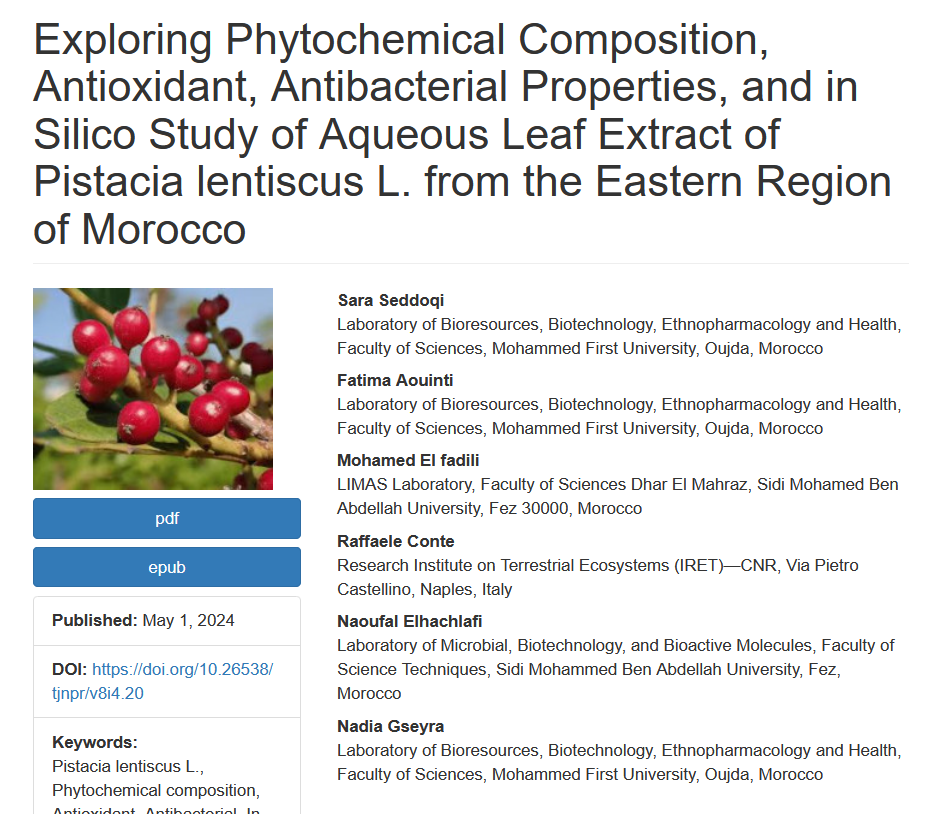 Exploring Phytochemical Composition,
Antioxidant, Antibacterial Properties, and in
Silico Study of Aqueous Leaf Extract of
Pistacia lentiscus L. from the Eastern Region
of Morocco
pdf
epub
Published: May 1, 2024
DOI: https://doi.org/10.26538/
tjnpr/v8i4.20
Keywords:
Pistacia lentiscus L.,
Phytochemical composition,
Antioxidant, Antibacterial, In
Sara Seddoqi
Laboratory of Bioresources, Biotechnology, Ethnopharmacology and Health,
Faculty of Sciences, Mohammed First University, Oujda, Morocco
Fatima Aouinti
Laboratory of Bioresources, Biotechnology, Ethnopharmacology and Health,
Faculty of Sciences, Mohammed First University, Oujda, Morocco
Mohamed El fadili
LIMAS Laboratory, Faculty of Sciences Dhar El Mahraz, Sidi Mohamed Ben
Abdellah University, Fez 30000, Morocco
Raffaele Conte
Research Institute on Terrestrial Ecosystems (IRET)—CNR, Via Pietro
Castellino, Naples, Italy
Naoufal Elhachlafi
Laboratory of Microbial, Biotechnology, and Bioactive Molecules, Faculty of
Science Techniques, Sidi Mohammed Ben Abdellah University, Fez,
Morocco
Nadia Gseyra
Laboratory of Bioresources, Biotechnology, Ethnopharmacology and Health,
Faculty of Sciences, Mohammed First University, Oujda, Morocco